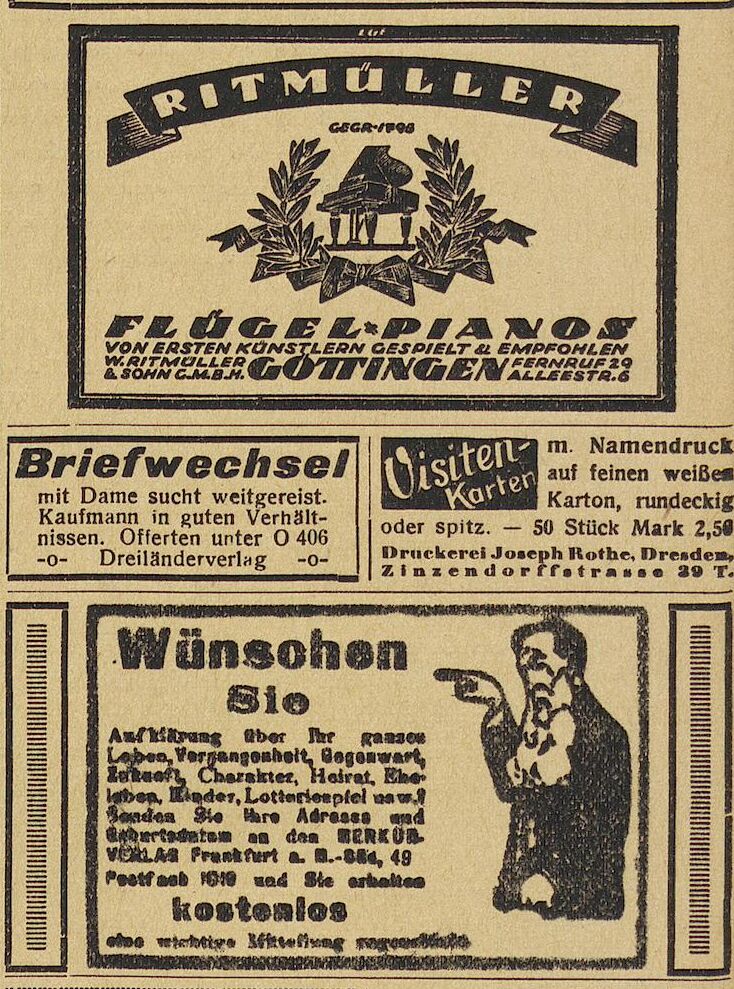 RITMÜLLER
GEGR·1795
FLÜGEL × PIANOS
VON ERSTEN KÜNSTLERN GESPIELT & EMPFOHLEN
W. RITMÜLLER & SOHN G.M.B.H. GÖTTINGEN FERNRUF 29 ALLEESTR. 6
Briefwechsel
mit Dame sucht weitgereist.
Kaufmann in guten Verhält-
nissen. Offerten unter O 406
-o- Dreiländerverlag -o-
Visiten-
Karten
m. Namendruck
auf feinen weißen
Karton, rundeckig
oder spitz. — 50 Stück Mark 2,50
Druckerei Joseph Rothe, Dresden,
Zinzendorffstrasse 39 T.
Wünschen
Sie
Aufklärung über Ihr ganzes
Leben, Vergangenheit, Gegenwart,
Zukunft, Charakter, Heirat, Ehe-
leben, Kinder, Lotteriespiel usw.?
Senden Sie Ihre Adresse und
Geburtsdatum an den MERKUR-
VERLAG Frankfurt a. M.-Süd, 49
Postfach und Sie erhalten
kostenlos
eine wichtige Mitteilung